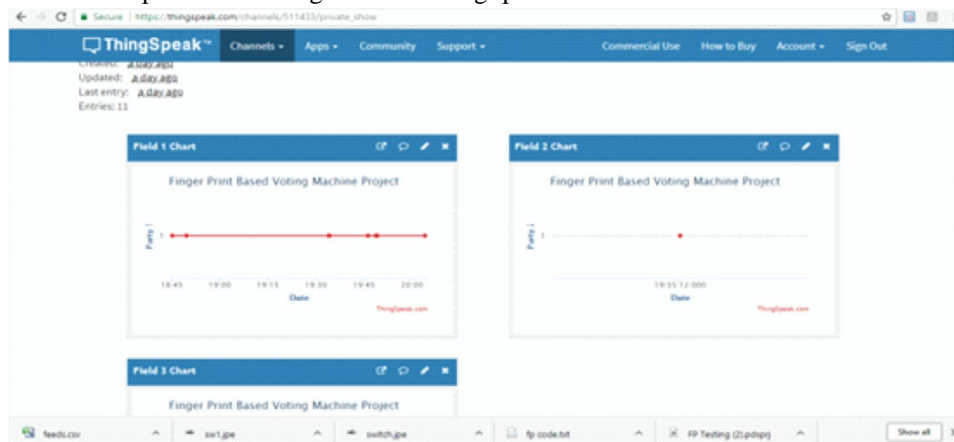 Secure https://thingspeak.com/channels/511433/private_show
ThingSpeak™ Channels Apps Community Support Commercial Use How to Buy Account Sign Out
Created: a day ago
Updated: a day ago
Last entry: a day ago
Entries: 11
Field 1 Chart
Finger Print Based Voting Machine Project
Party 1
18:45 19:00 19:15 19:30 19:45 20:00
Date
ThingSpeak.com
Field 2 Chart
Finger Print Based Voting Machine Project
Party 2
1
19:35:12.000
Date
ThingSpeak.com
Field 3 Chart
Finger Print Based Voting Machine Project
feeds.csv sw1.jpe switch.jpe fp code.txt FP Testing (2).pdsprj Show all